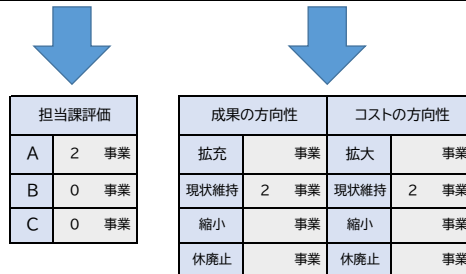 担当課評価
A 2 事業
B 0 事業
C 0 事業
成果の方向性 コストの方向性
拡充 事業 拡大 事業
現状維持 2 事業 現状維持 2 事業
縮小 事業 縮小 事業
休廃止 事業 休廃止 事業